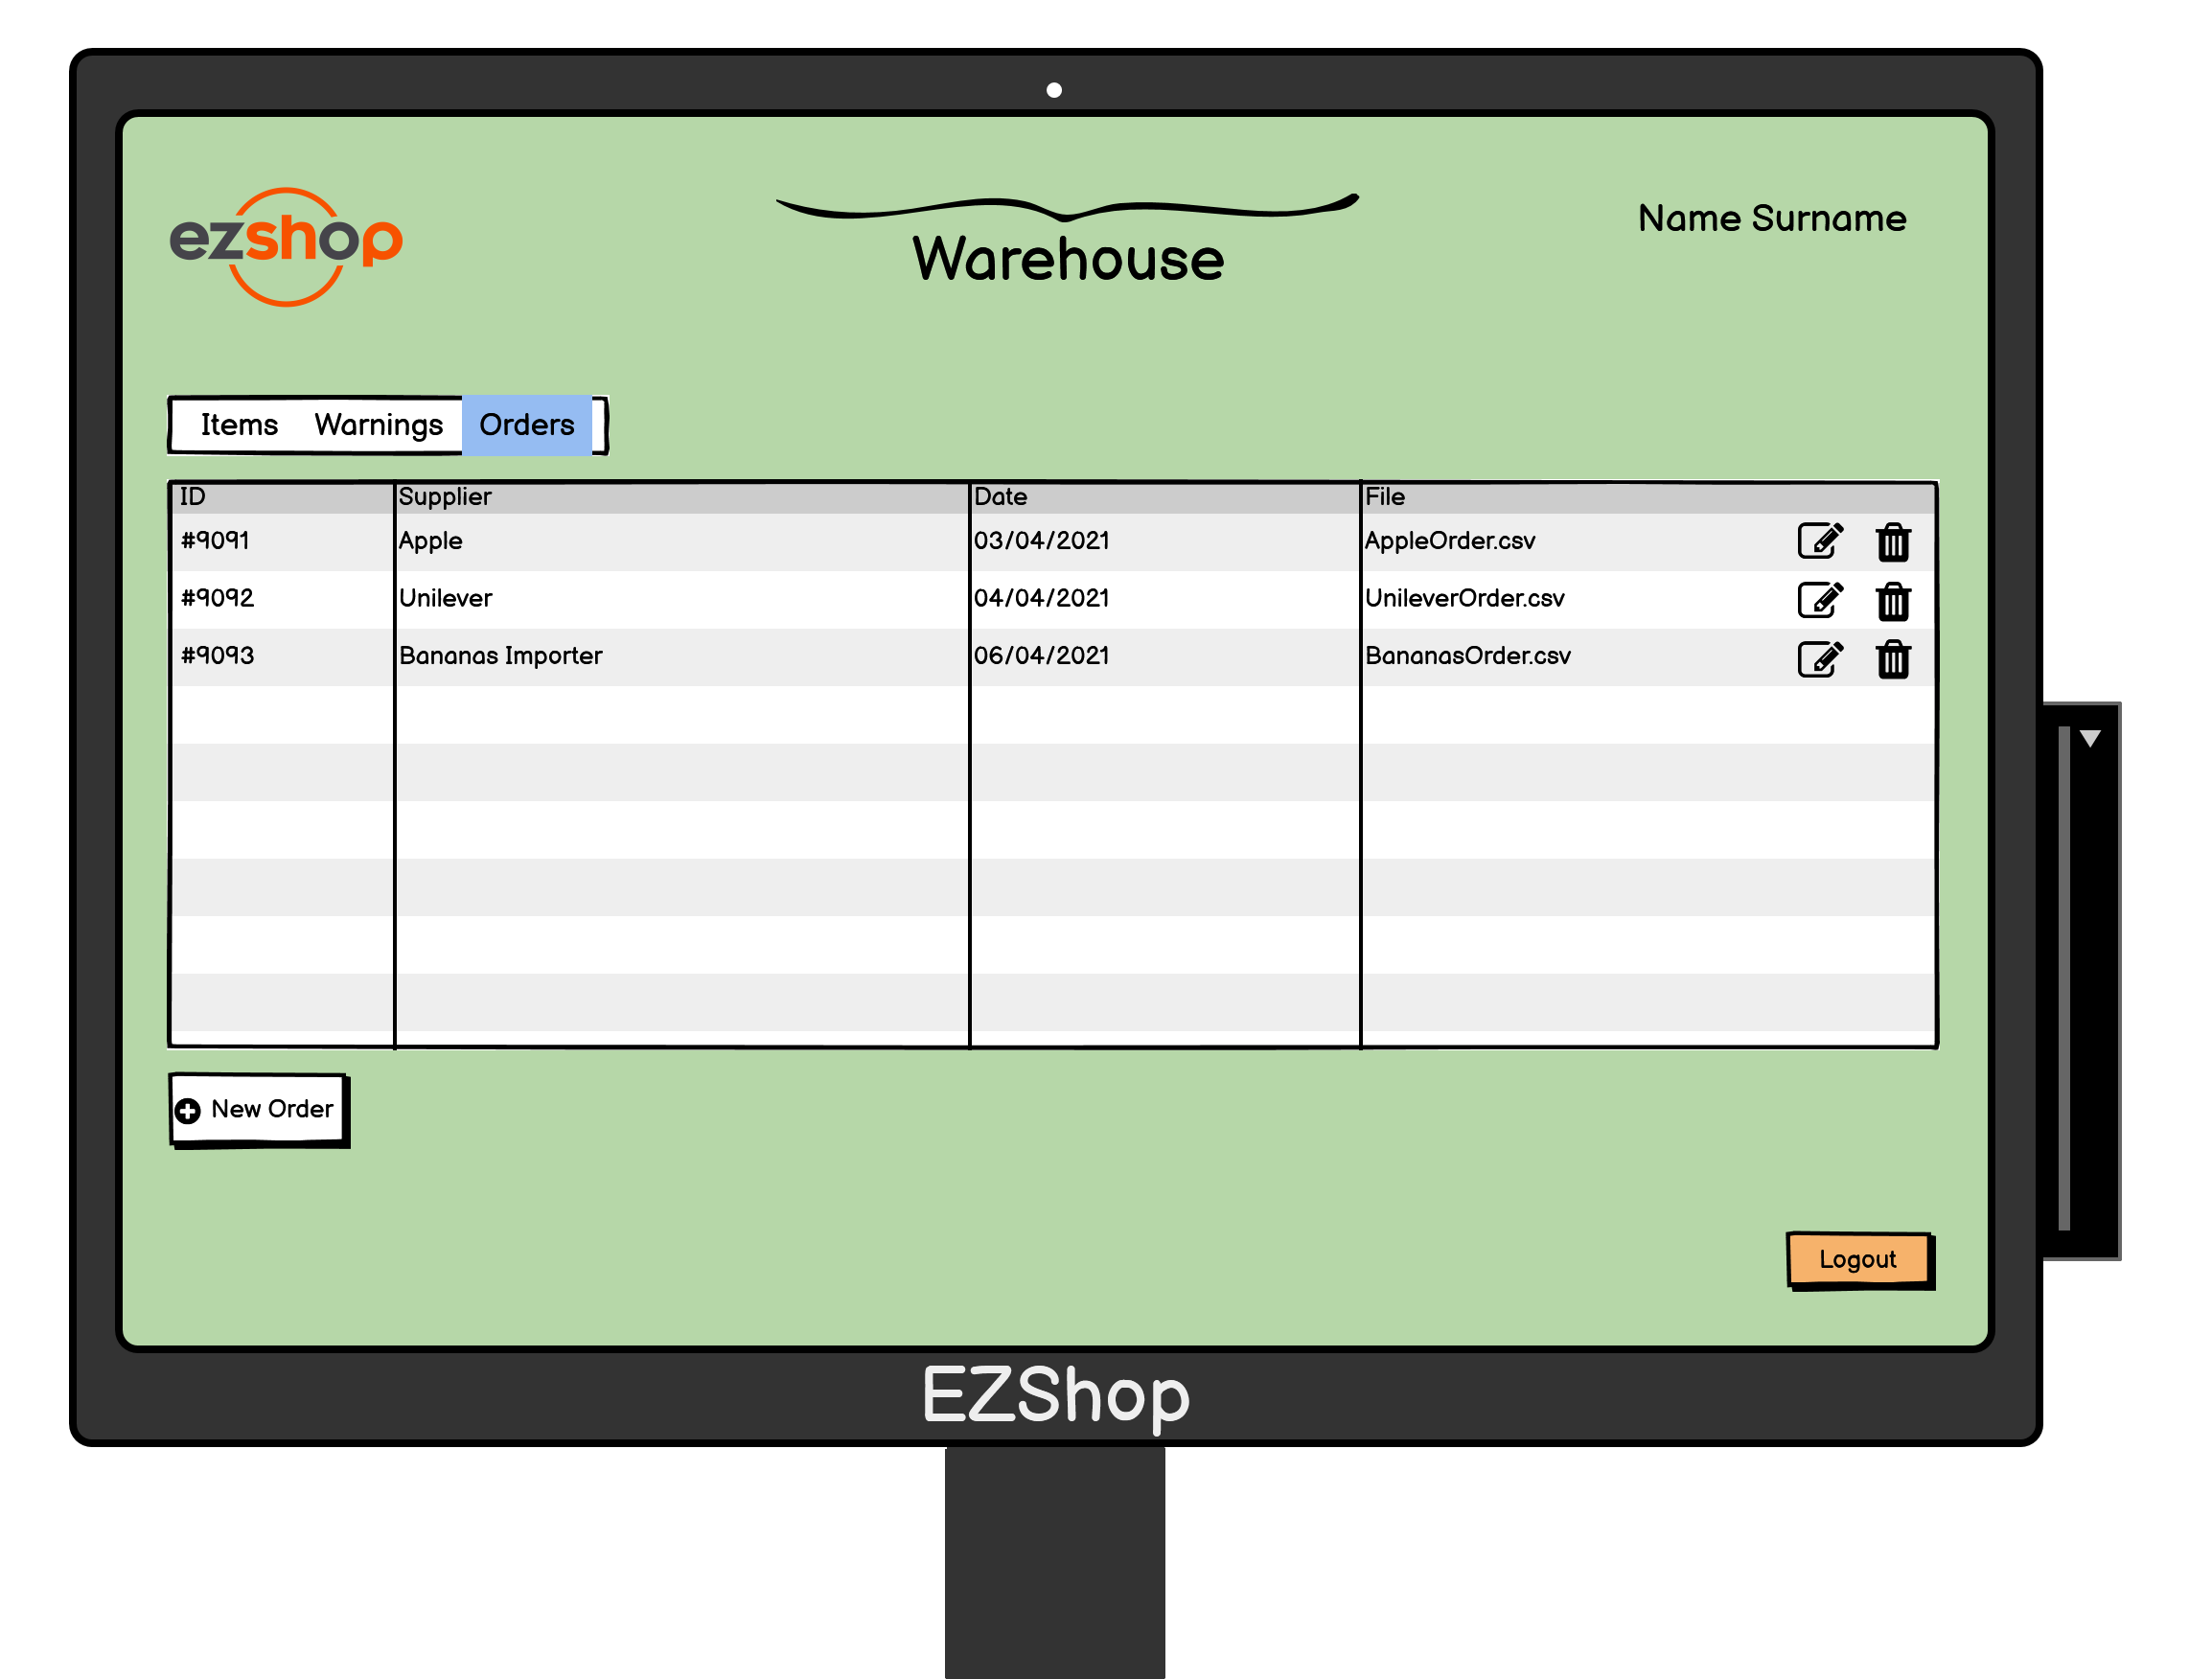 ezshop
Warehouse
Name Surname
Items Warnings Orders
ID Supplier Date File
#9091 Apple 03/04/2021 AppleOrder.csv
#9092 Unilever 04/04/2021 UnileverOrder.csv
#9093 Bananas Importer 06/04/2021 BananasOrder.csv
New Order
Logout
EZShop